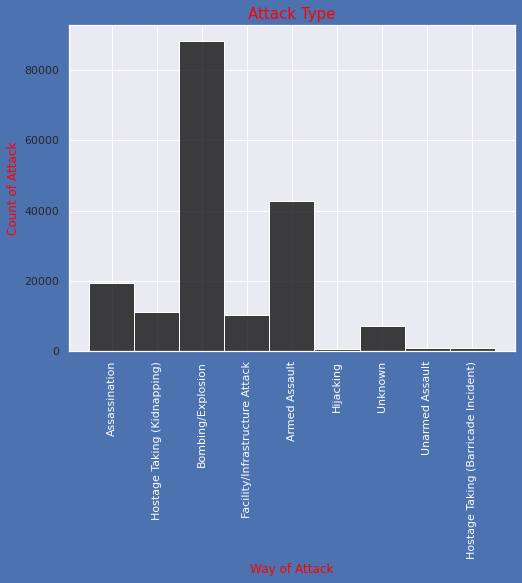 Attack Type
Count of Attack
80000
60000
40000
20000
0
Assassination
Hostage Taking (Kidnapping)
Bombing/Explosion
Facility/Infrastructure Attack
Armed Assault
Hijacking
Unknown
Unarmed Assault
Hostage Taking (Barricade Incident)
Way of Attack